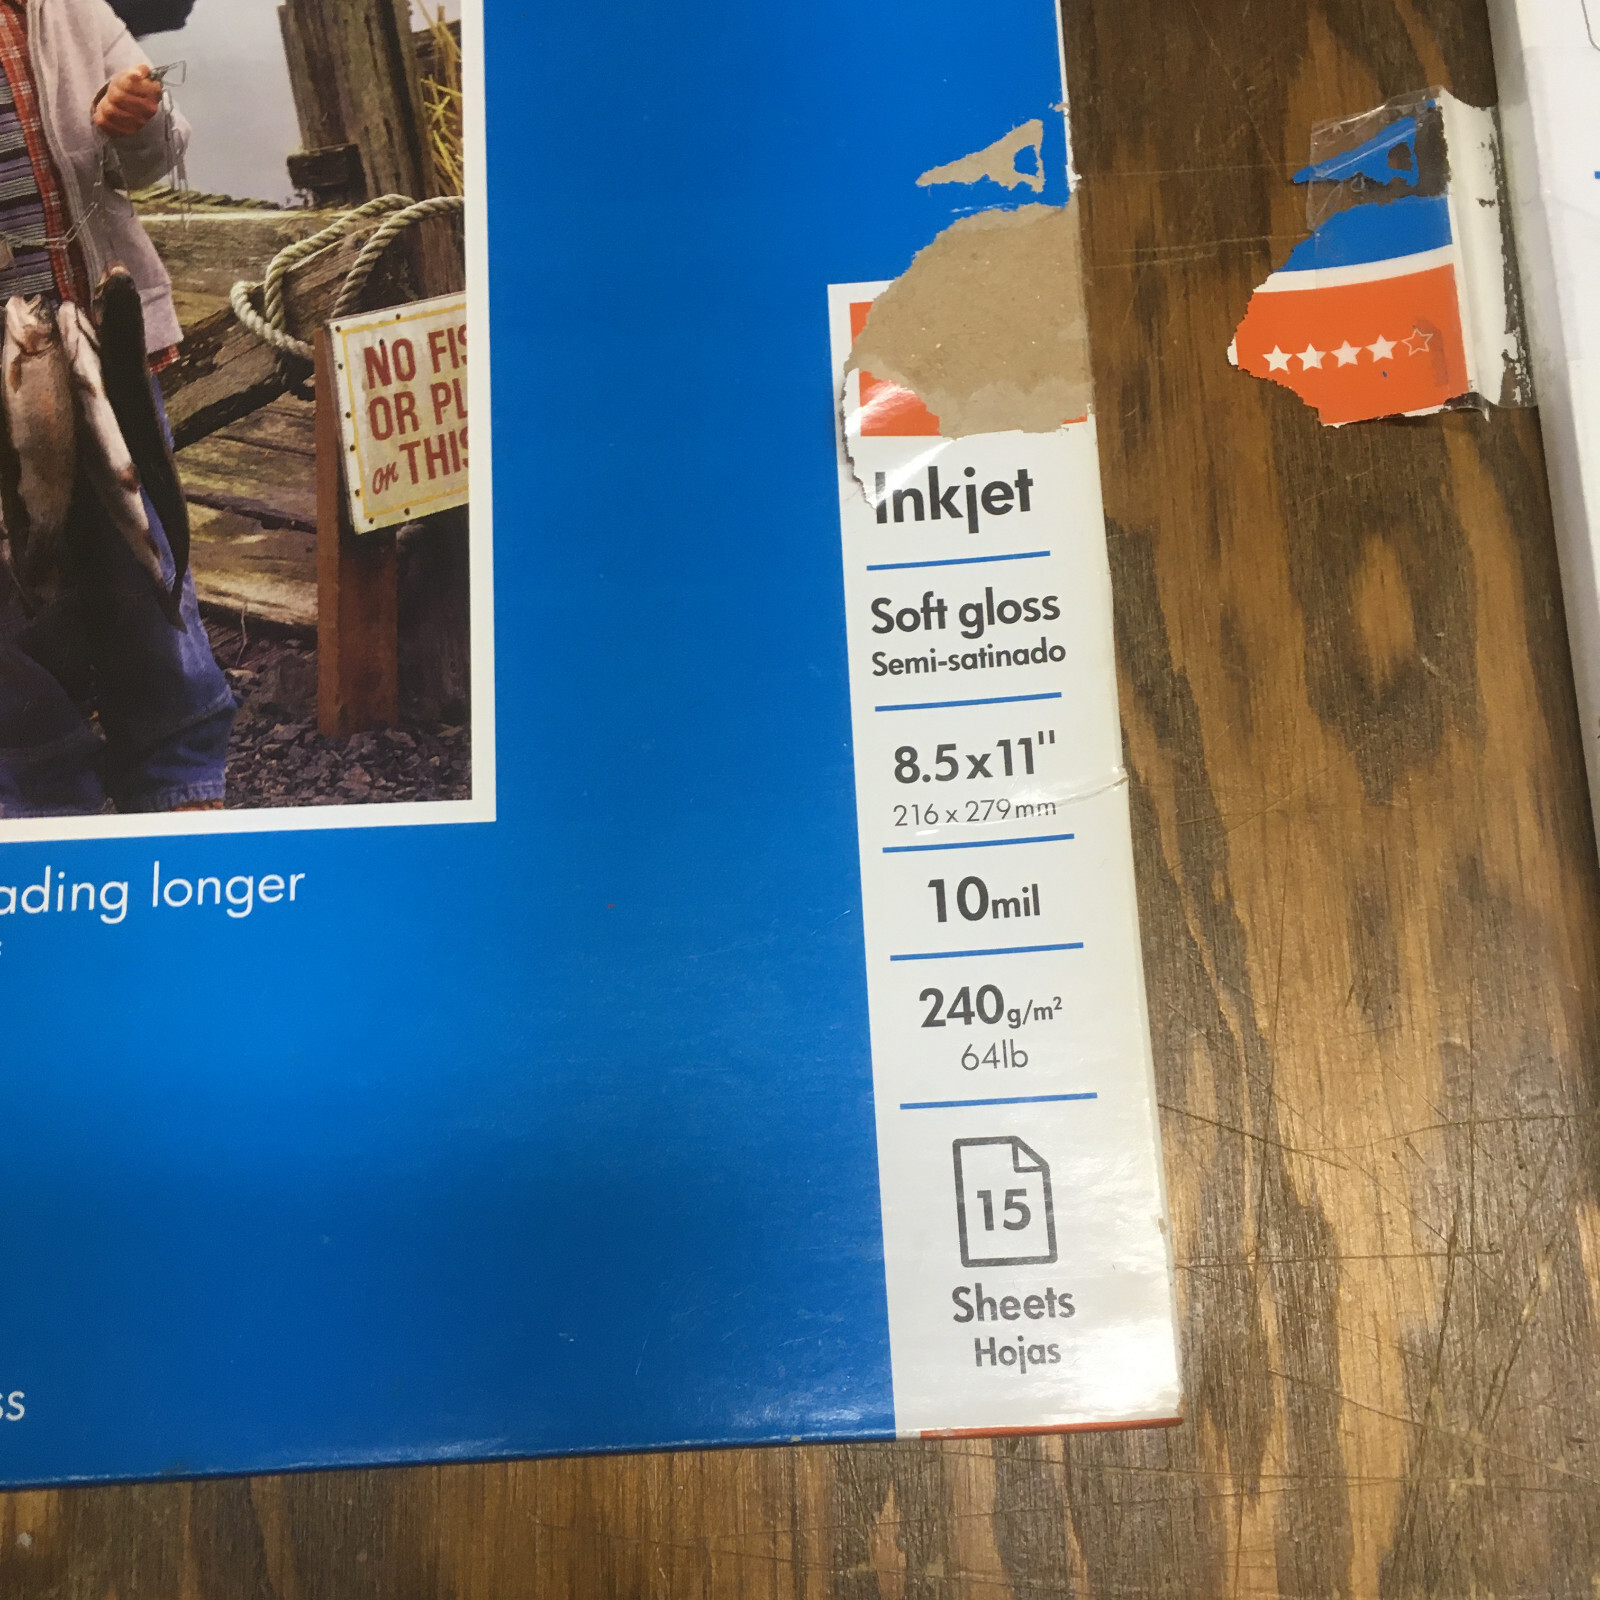 NO FIS
OR PL
on THIS
ading longer
ss
Inkjet
Soft gloss
Semi-satinado
8.5x11"
216 x 279mm
10mil
240g/m²
64lb
15
Sheets
Hojas